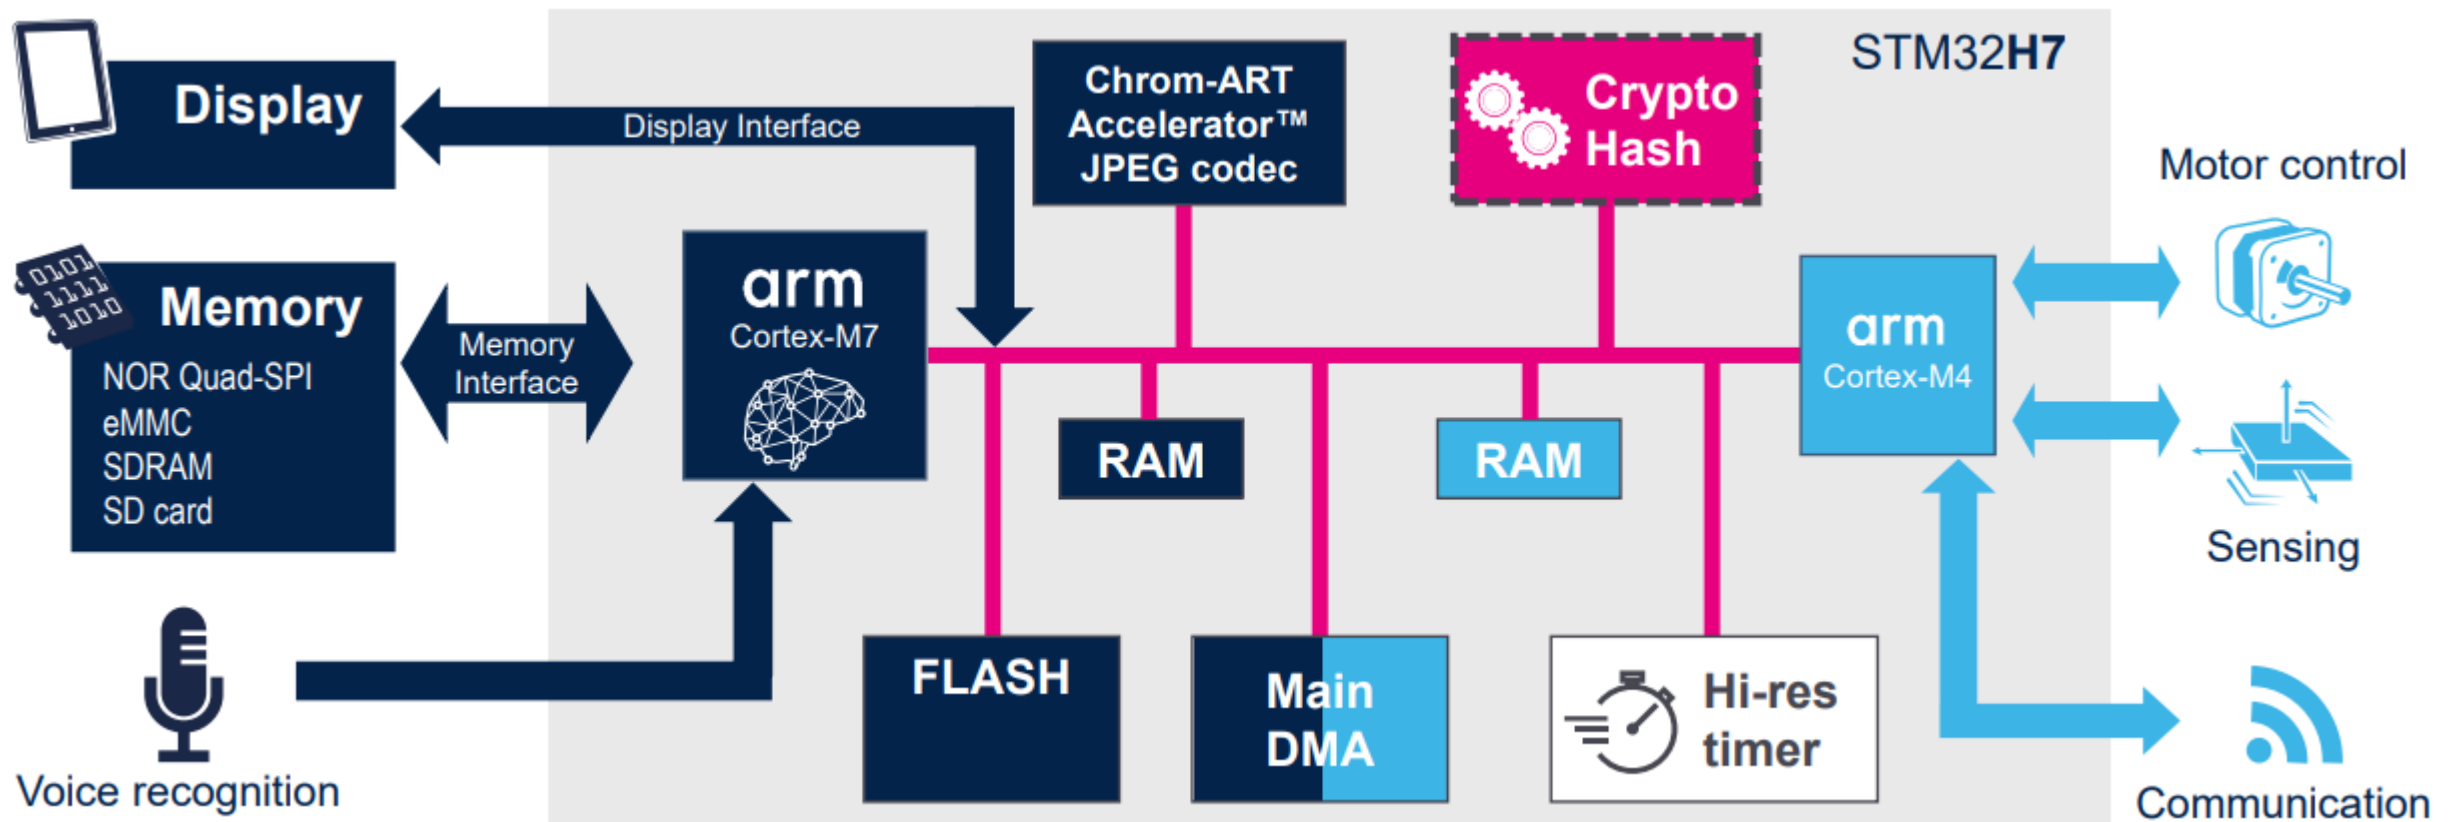 STM32H7
Display
Display Interface
Chrom-ART
Accelerator™
JPEG codec
Crypto
Hash
Motor control
Memory
NOR Quad-SPI
eMMC
SDRAM
SD card
0101
1111
1010
Memory
Interface
arm
Cortex-M7
arm
Cortex-M4
RAM
RAM
Sensing
FLASH
Main
DMA
Hi-res
timer
Voice recognition
Communication